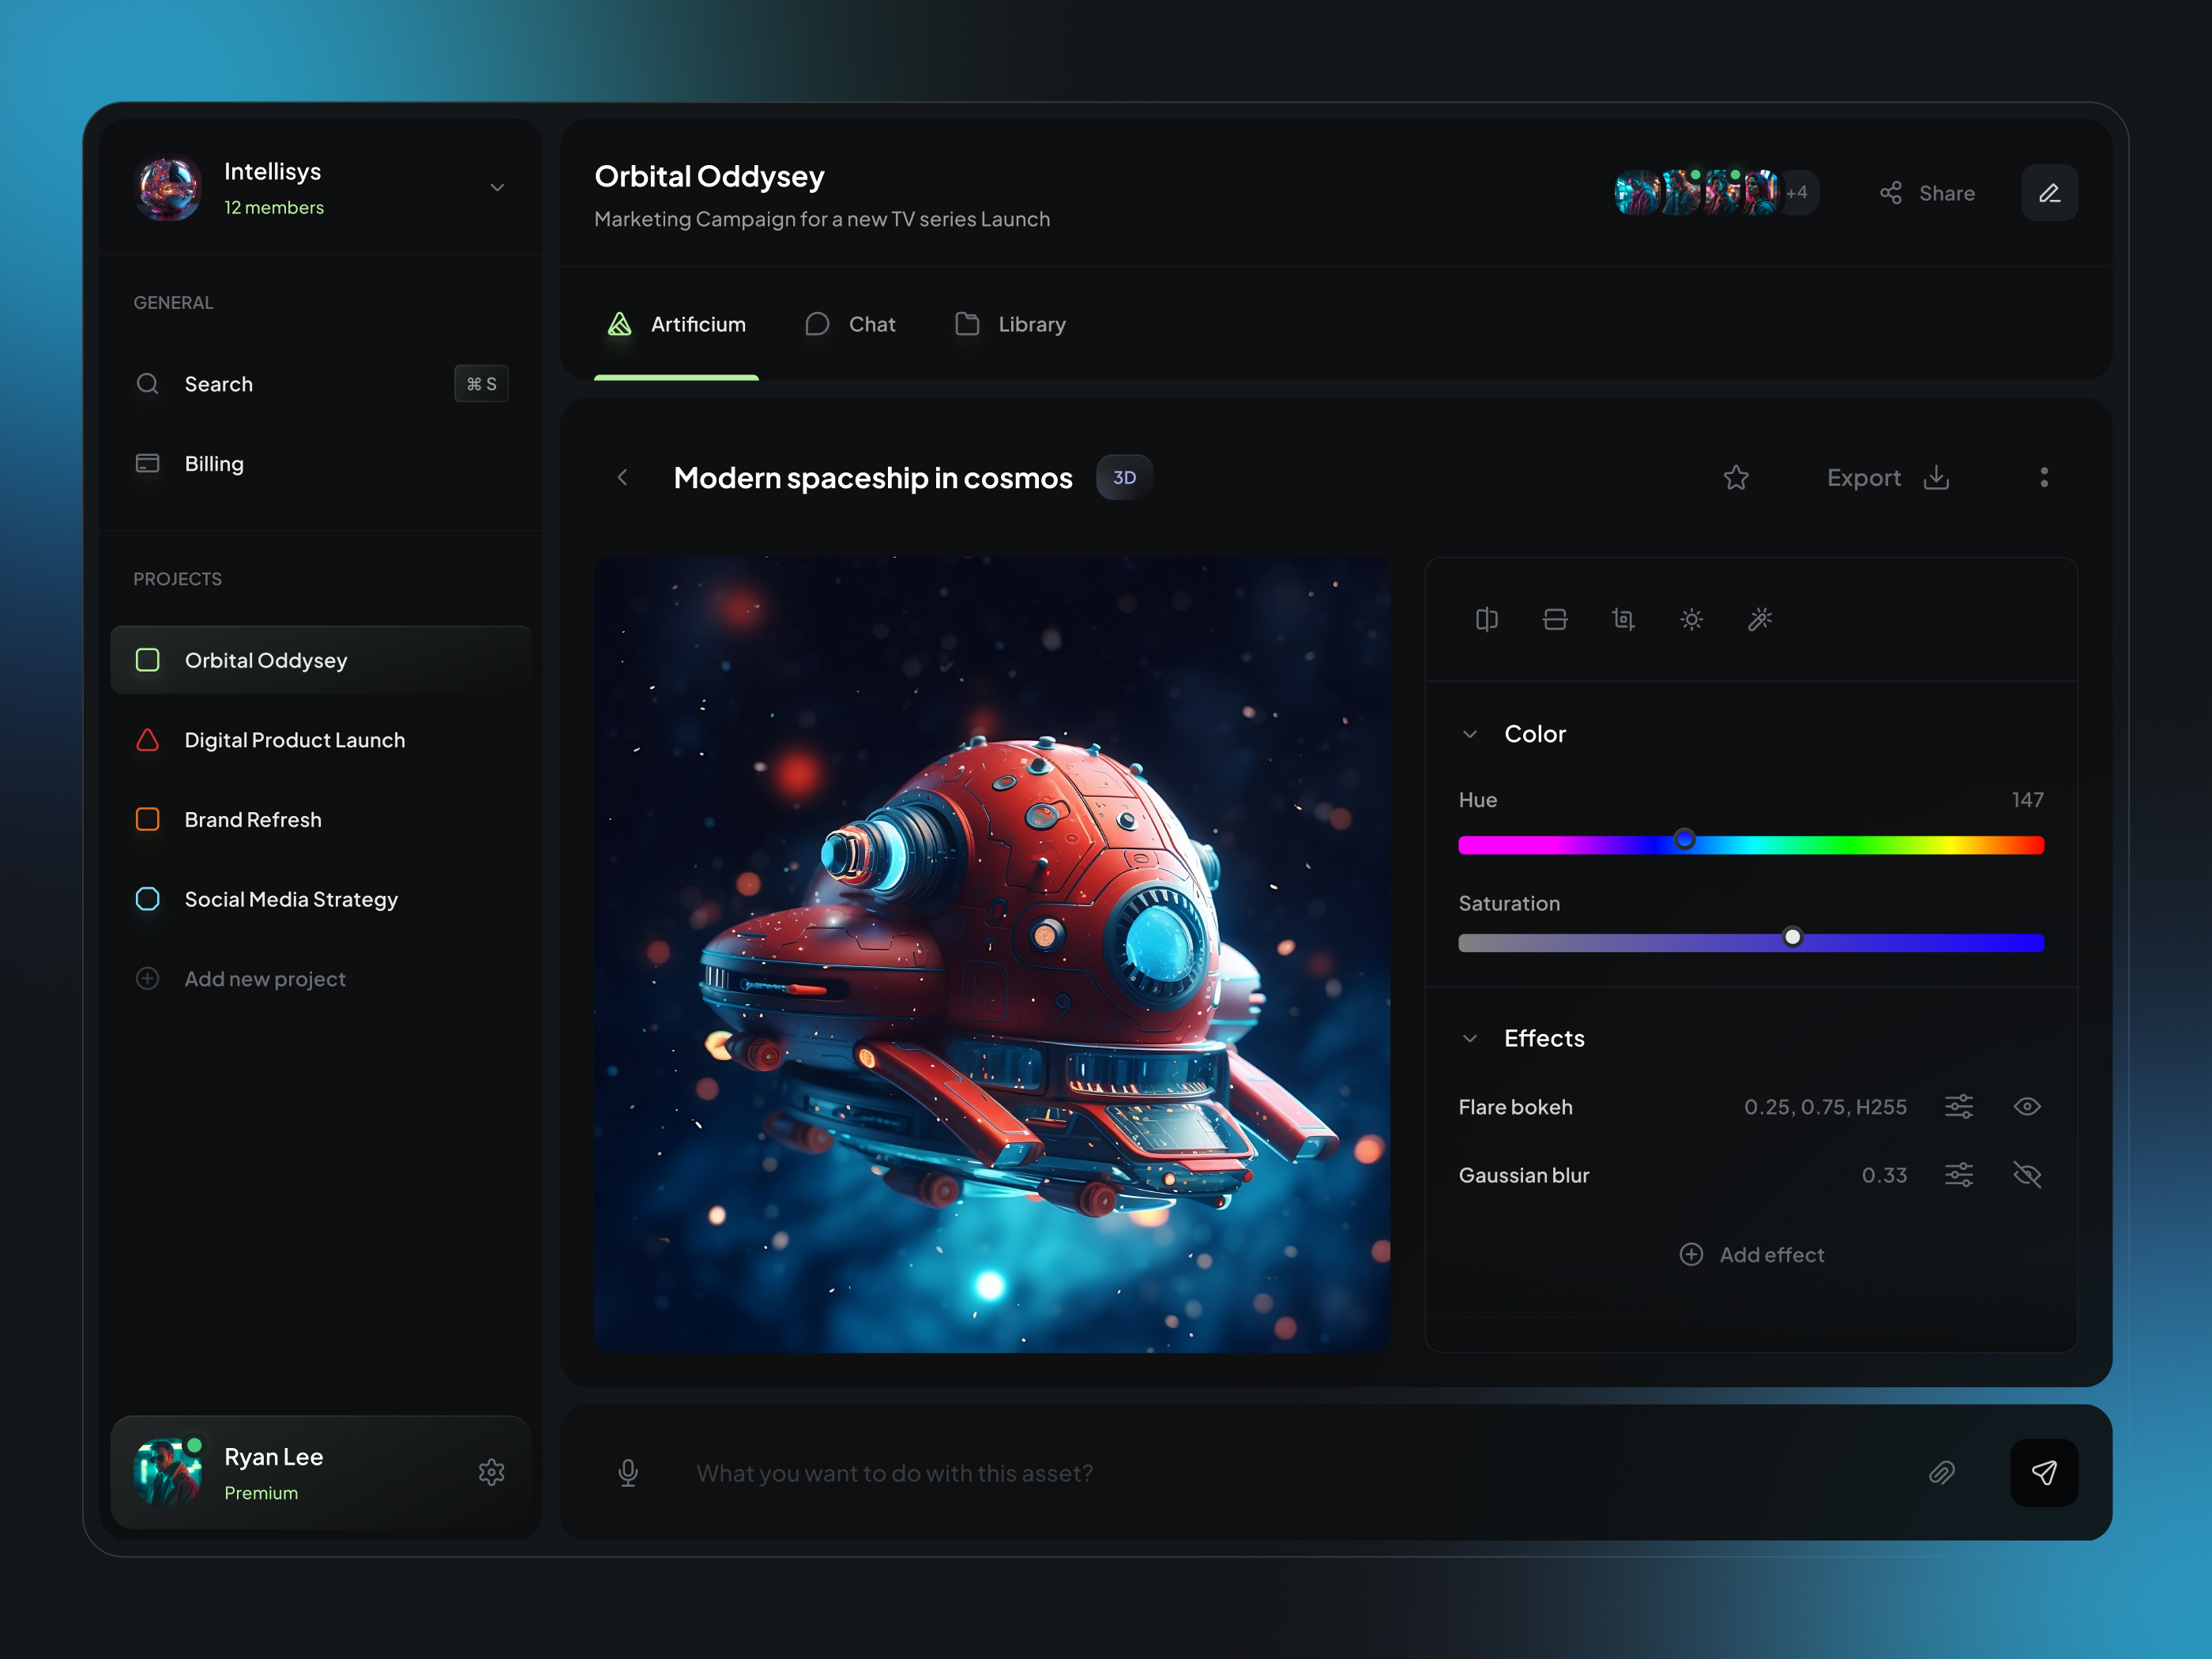 Intellisys
12 members
GENERAL
Search
⌘ S
Billing
PROJECTS
Orbital Oddysey
Digital Product Launch
Brand Refresh
Social Media Strategy
Add new project
Ryan Lee
Premium
Orbital Oddysey
Marketing Campaign for a new TV series Launch
+4
Share
Artificium
Chat
Library
Modern spaceship in cosmos
3D
Export
Color
Hue
147
Saturation
Effects
Flare bokeh
0.25, 0.75, H255
Gaussian blur
0.33
Add effect
What you want to do with this asset?